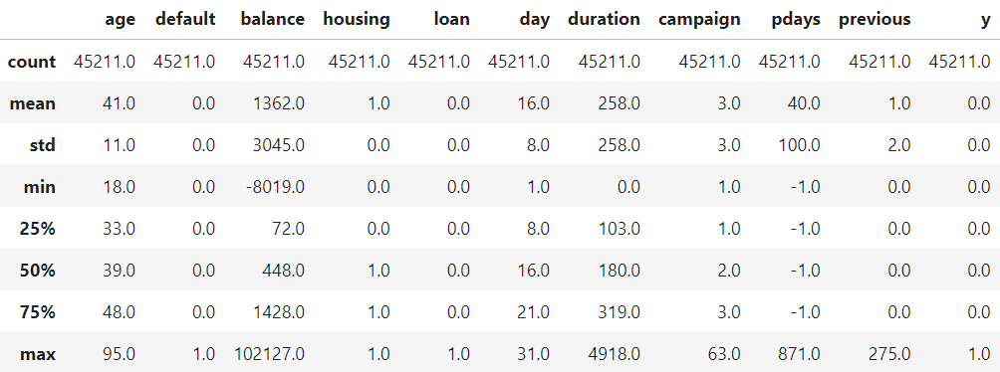 age default balance housing loan day duration campaign pdays previous y
count 45211.0 45211.0 45211.0 45211.0 45211.0 45211.0 45211.0 45211.0 45211.0 45211.0 45211.0
mean 41.0 0.0 1362.0 1.0 0.0 16.0 258.0 3.0 40.0 1.0 0.0
std 11.0 0.0 3045.0 0.0 0.0 8.0 258.0 3.0 100.0 2.0 0.0
min 18.0 0.0 -8019.0 0.0 0.0 1.0 0.0 1.0 -1.0 0.0 0.0
25% 33.0 0.0 72.0 0.0 0.0 8.0 103.0 1.0 -1.0 0.0 0.0
50% 39.0 0.0 448.0 1.0 0.0 16.0 180.0 2.0 -1.0 0.0 0.0
75% 48.0 0.0 1428.0 1.0 0.0 21.0 319.0 3.0 -1.0 0.0 0.0
max 95.0 1.0 102127.0 1.0 1.0 31.0 4918.0 63.0 871.0 275.0 1.0